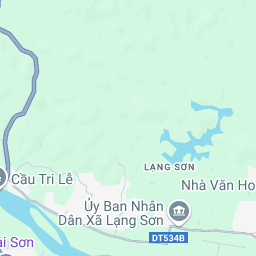 LẠNG SƠN
Cầu Tri Lễ
Nhà Văn Ho
Ủy Ban Nhân
Dân Xã Lạng Sơn
DT534B
ai Sơn